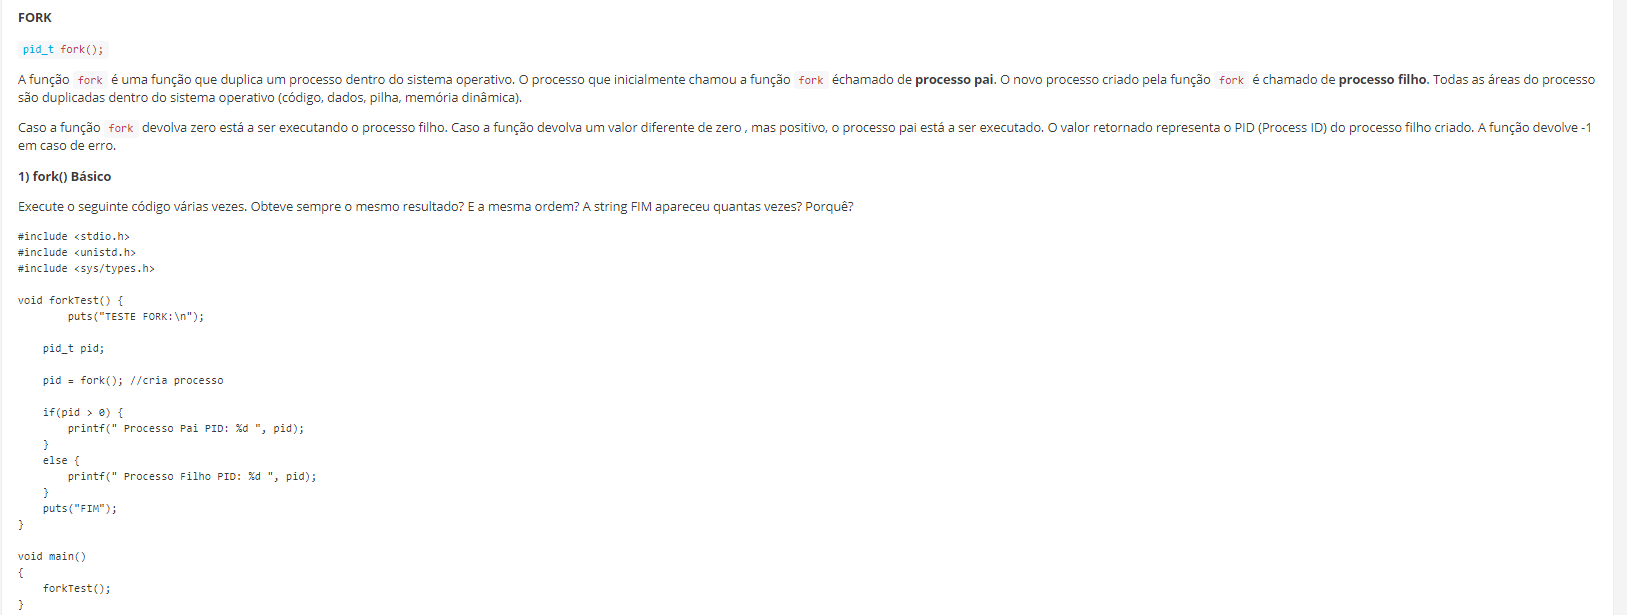 FORK
pid_t fork();
A função fork é uma função que duplica um processo dentro do sistema operativo. O processo que inicialmente chamou a função fork échamado de processo pai. O novo processo criado pela função fork é chamado de processo filho. Todas as áreas do processo
são duplicadas dentro do sistema operativo (código, dados, pilha, memória dinâmica).
Caso a função fork devolva zero está a ser executando o processo filho. Caso a função devolva um valor diferente de zero , mas positivo, o processo pai está a ser executado. O valor retornado representa o PID (Process ID) do processo filho criado. A função devolve -1
em caso de erro.
1) fork() Básico
Execute o seguinte código várias vezes. Obteve sempre o mesmo resultado? E a mesma ordem? A string FIM apareceu quantas vezes? Porquê?
#include <stdio.h>
#include <unistd.h>
#include <sys/types.h>
void forkTest() {
        puts("TESTE FORK:\n");
    pid_t pid;
    pid = fork(); //cria processo
    if(pid > 0) {
        printf(" Processo Pai PID: %d ", pid);
    }
    else {
        printf(" Processo Filho PID: %d ", pid);
    }
    puts("FIM");
}
void main()
{
    forkTest();
}